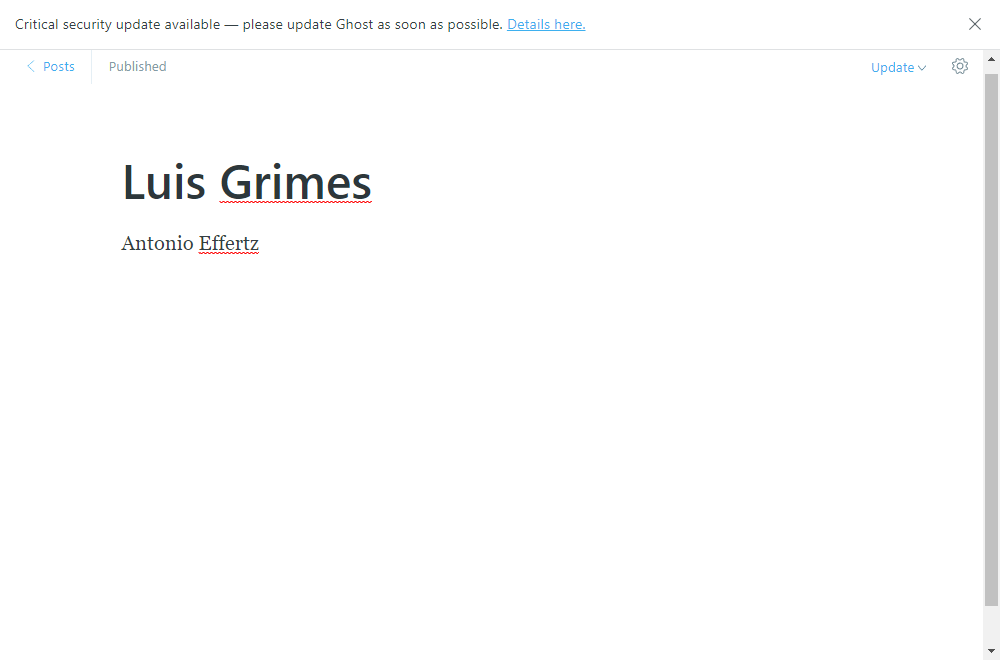 Critical security update available — please update Ghost as soon as possible. Details here.
Posts
Published
Update
Luis Grimes
Antonio Effertz